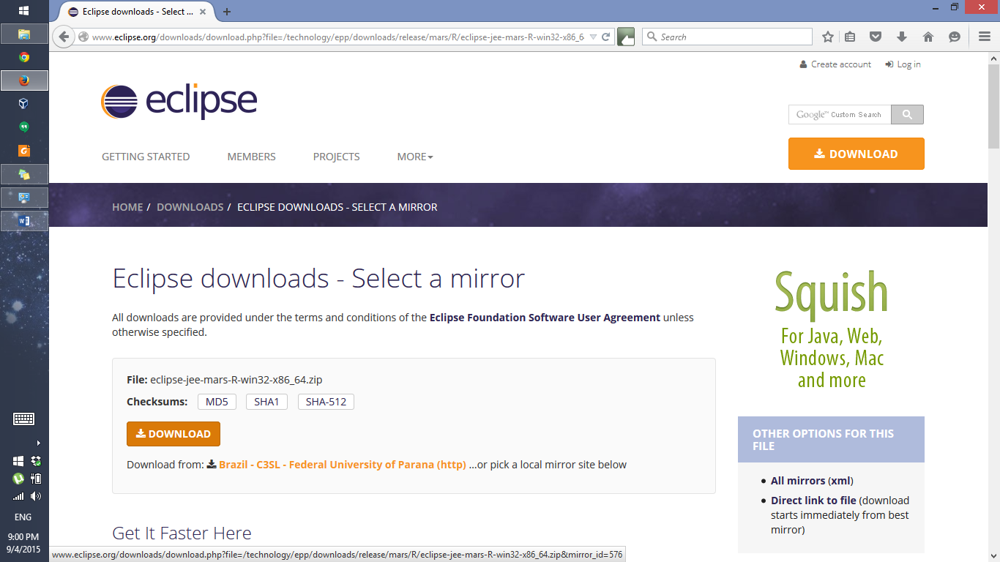 Eclipse downloads - Select ...
www.eclipse.org/downloads/download.php?file=/technology/epp/downloads/release/mars/R/eclipse-jee-mars-R-win32-x86_6
Search
Create account
Log in
eclipse
Google™ Custom Search
GETTING STARTED
MEMBERS
PROJECTS
MORE
DOWNLOAD
HOME / DOWNLOADS / ECLIPSE DOWNLOADS - SELECT A MIRROR
Eclipse downloads - Select a mirror
All downloads are provided under the terms and conditions of the Eclipse Foundation Software User Agreement unless
otherwise specified.
File: eclipse-jee-mars-R-win32-x86_64.zip
Checksums: MD5 SHA1 SHA-512
DOWNLOAD
Download from: Brazil - C3SL - Federal University of Parana (http) ...or pick a local mirror site below
Get It Faster Here
Squish
For Java, Web,
Windows, Mac
and more
OTHER OPTIONS FOR THIS
FILE
All mirrors (xml)
Direct link to file (download
starts immediately from best
mirror)
www.eclipse.org/downloads/download.php?file=/technology/epp/downloads/release/mars/R/eclipse-jee-mars-R-win32-x86_64.zip&mirror_id=576
ENG
9:00 PM
9/4/2015